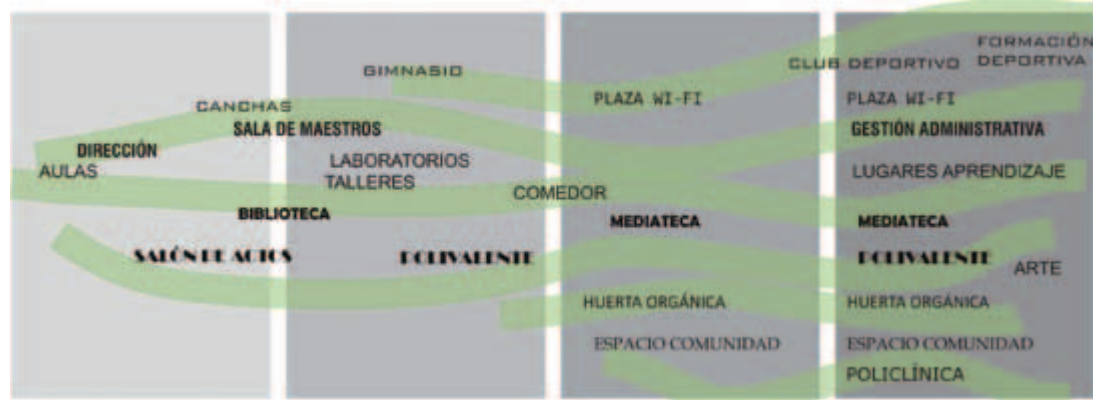 FORMACIÓN
DEPORTIVA
CLUB DEPORTIVO
GIMNASIO
PLAZA WI-FI
PLAZA WI-FI
CANCHAS
SALA DE MAESTROS
GESTIÓN ADMINISTRATIVA
DIRECCIÓN
AULAS
LABORATORIOS
TALLERES
LUGARES APRENDIZAJE
COMEDOR
BIBLIOTECA
MEDIATECA
MEDIATECA
SALÓN DE ACTOS
POLIVALENTE
POLIVALENTE
ARTE
HUERTA ORGÁNICA
HUERTA ORGÁNICA
ESPACIO COMUNIDAD
ESPACIO COMUNIDAD
POLICLÍNICA